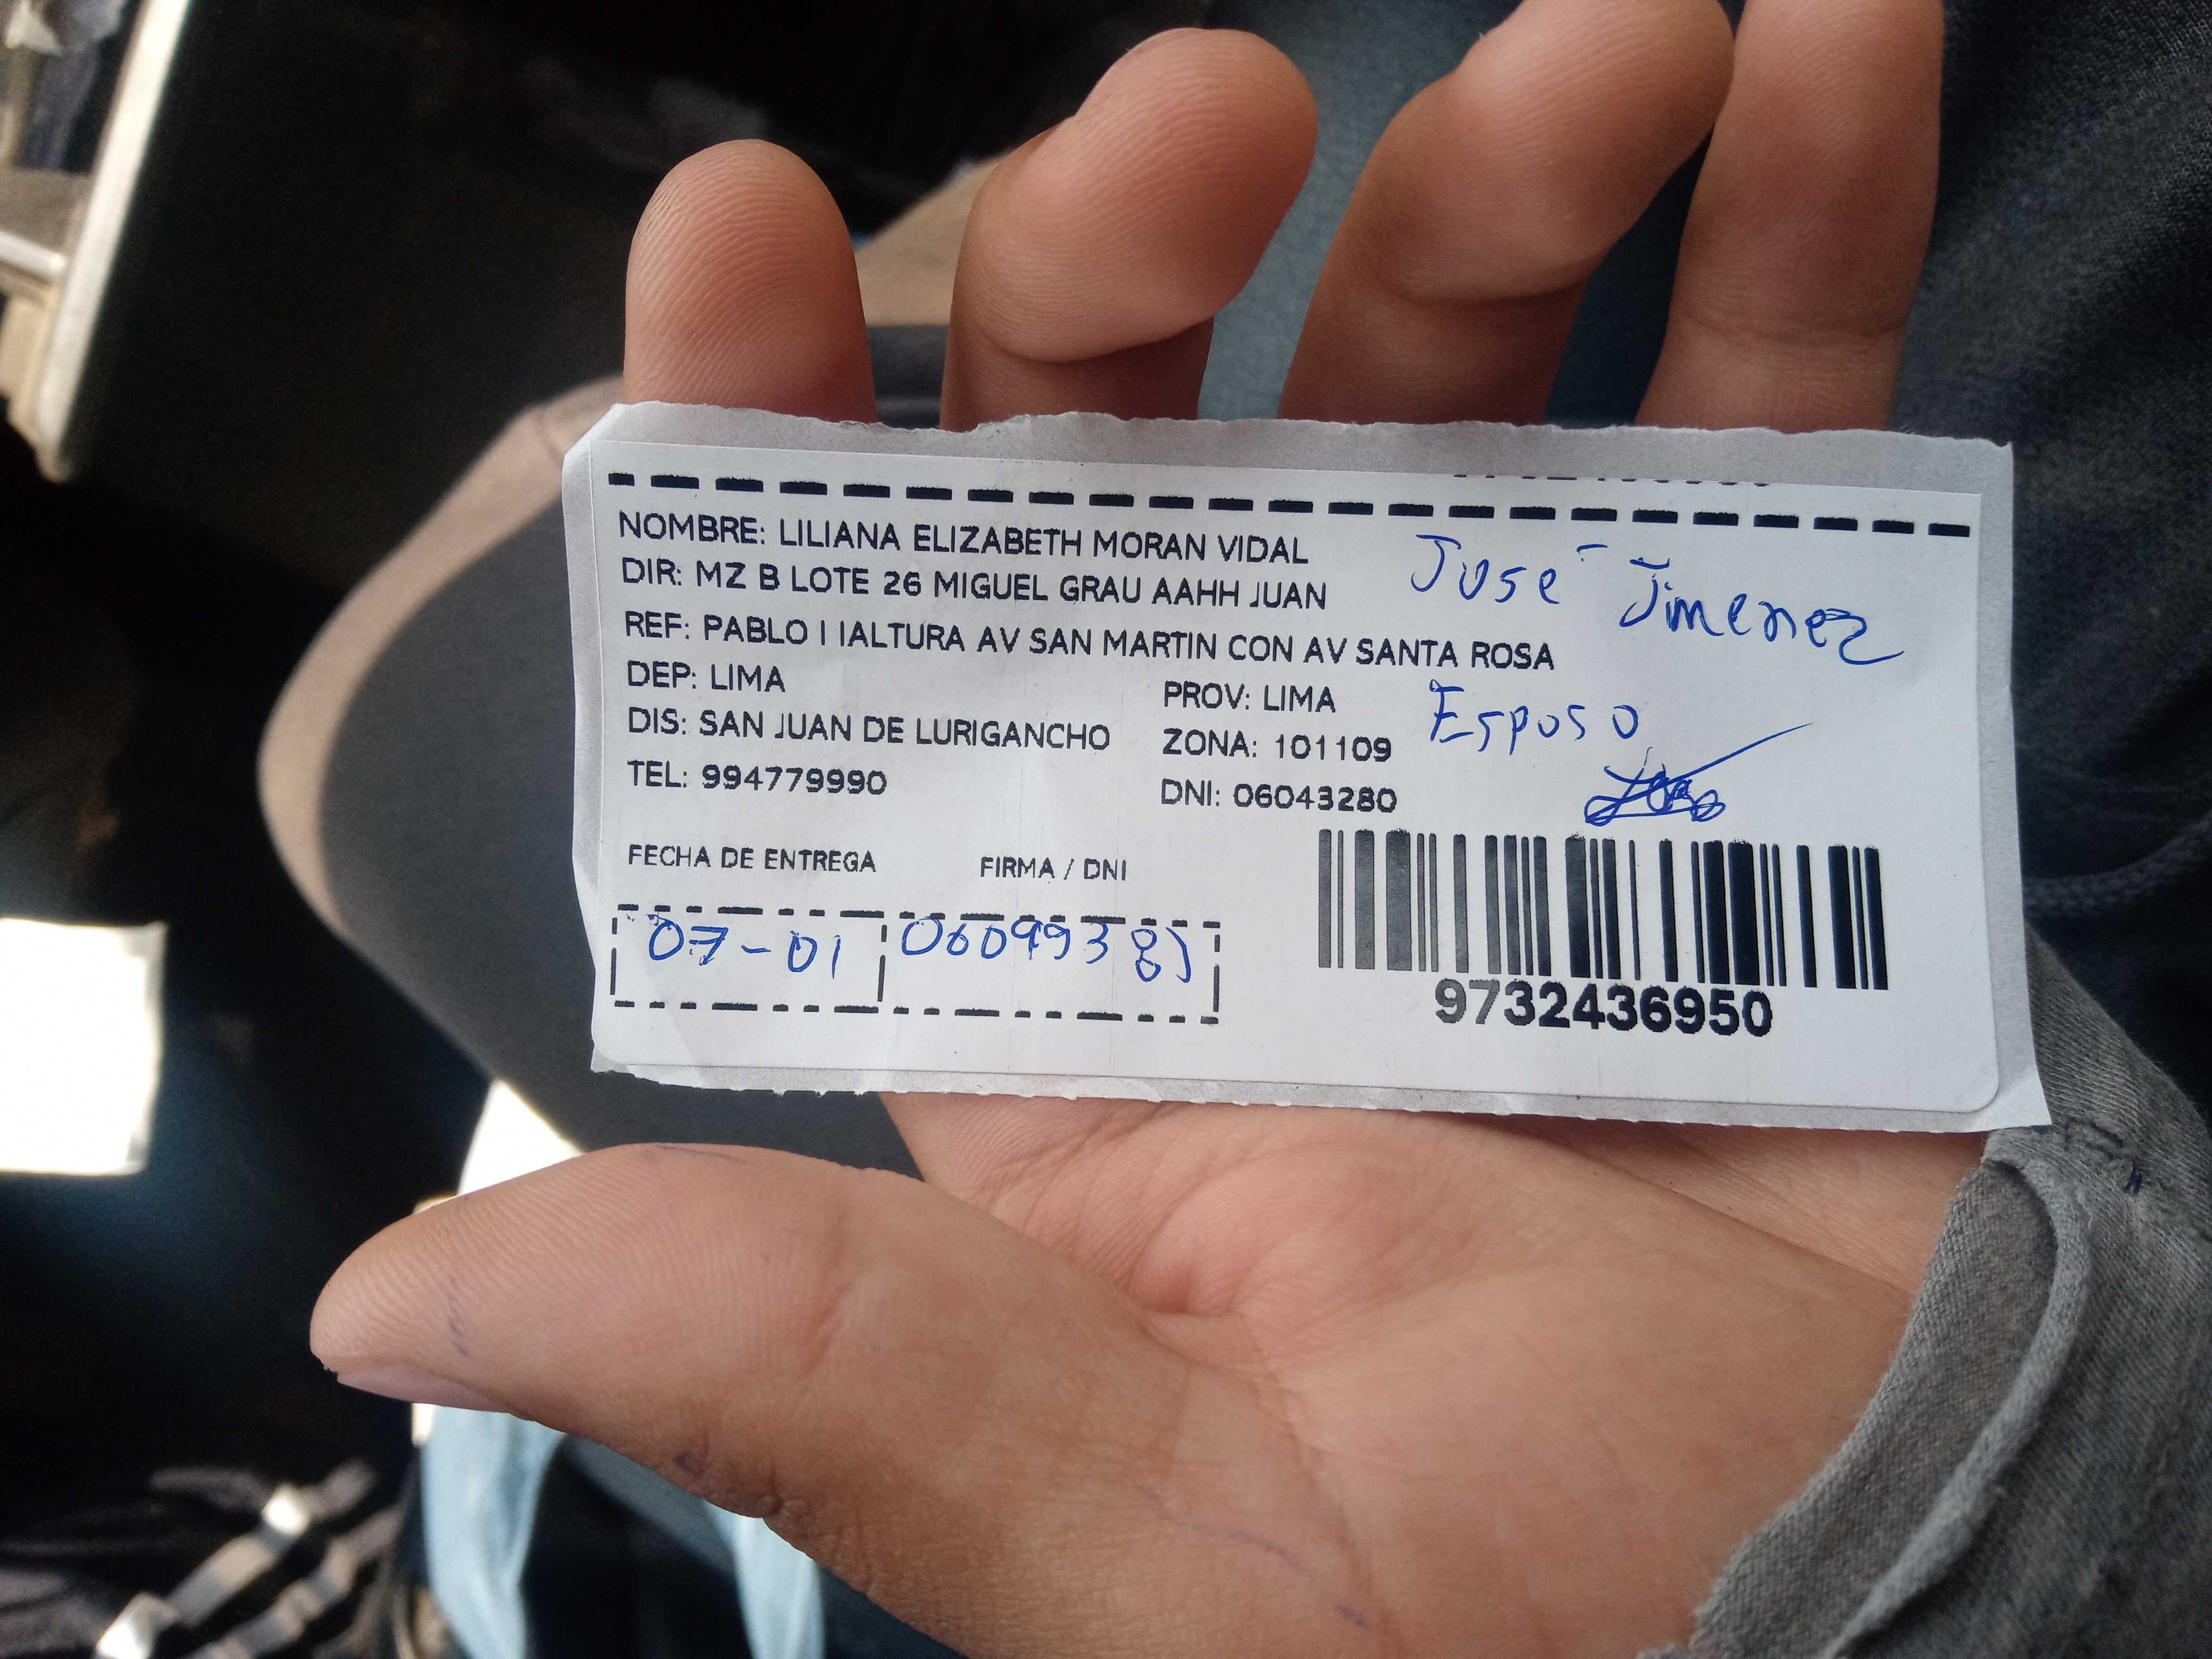 NOMBRE: LILIANA ELIZABETH MORAN VIDAL
José Jimenez
DIR: MZ B LOTE 26 MIGUEL GRAU AAHH JUAN
REF: PABLO I IALTURA AV SAN MARTIN CON AV SANTA ROSA
DEP: LIMA PROV: LIMA
Esposo
DIS: SAN JUAN DE LURIGANCHO ZONA: 101109
TEL: 994779990 DNI: 06043280
FECHA DE ENTREGA FIRMA / DNI
07-01
9732436950